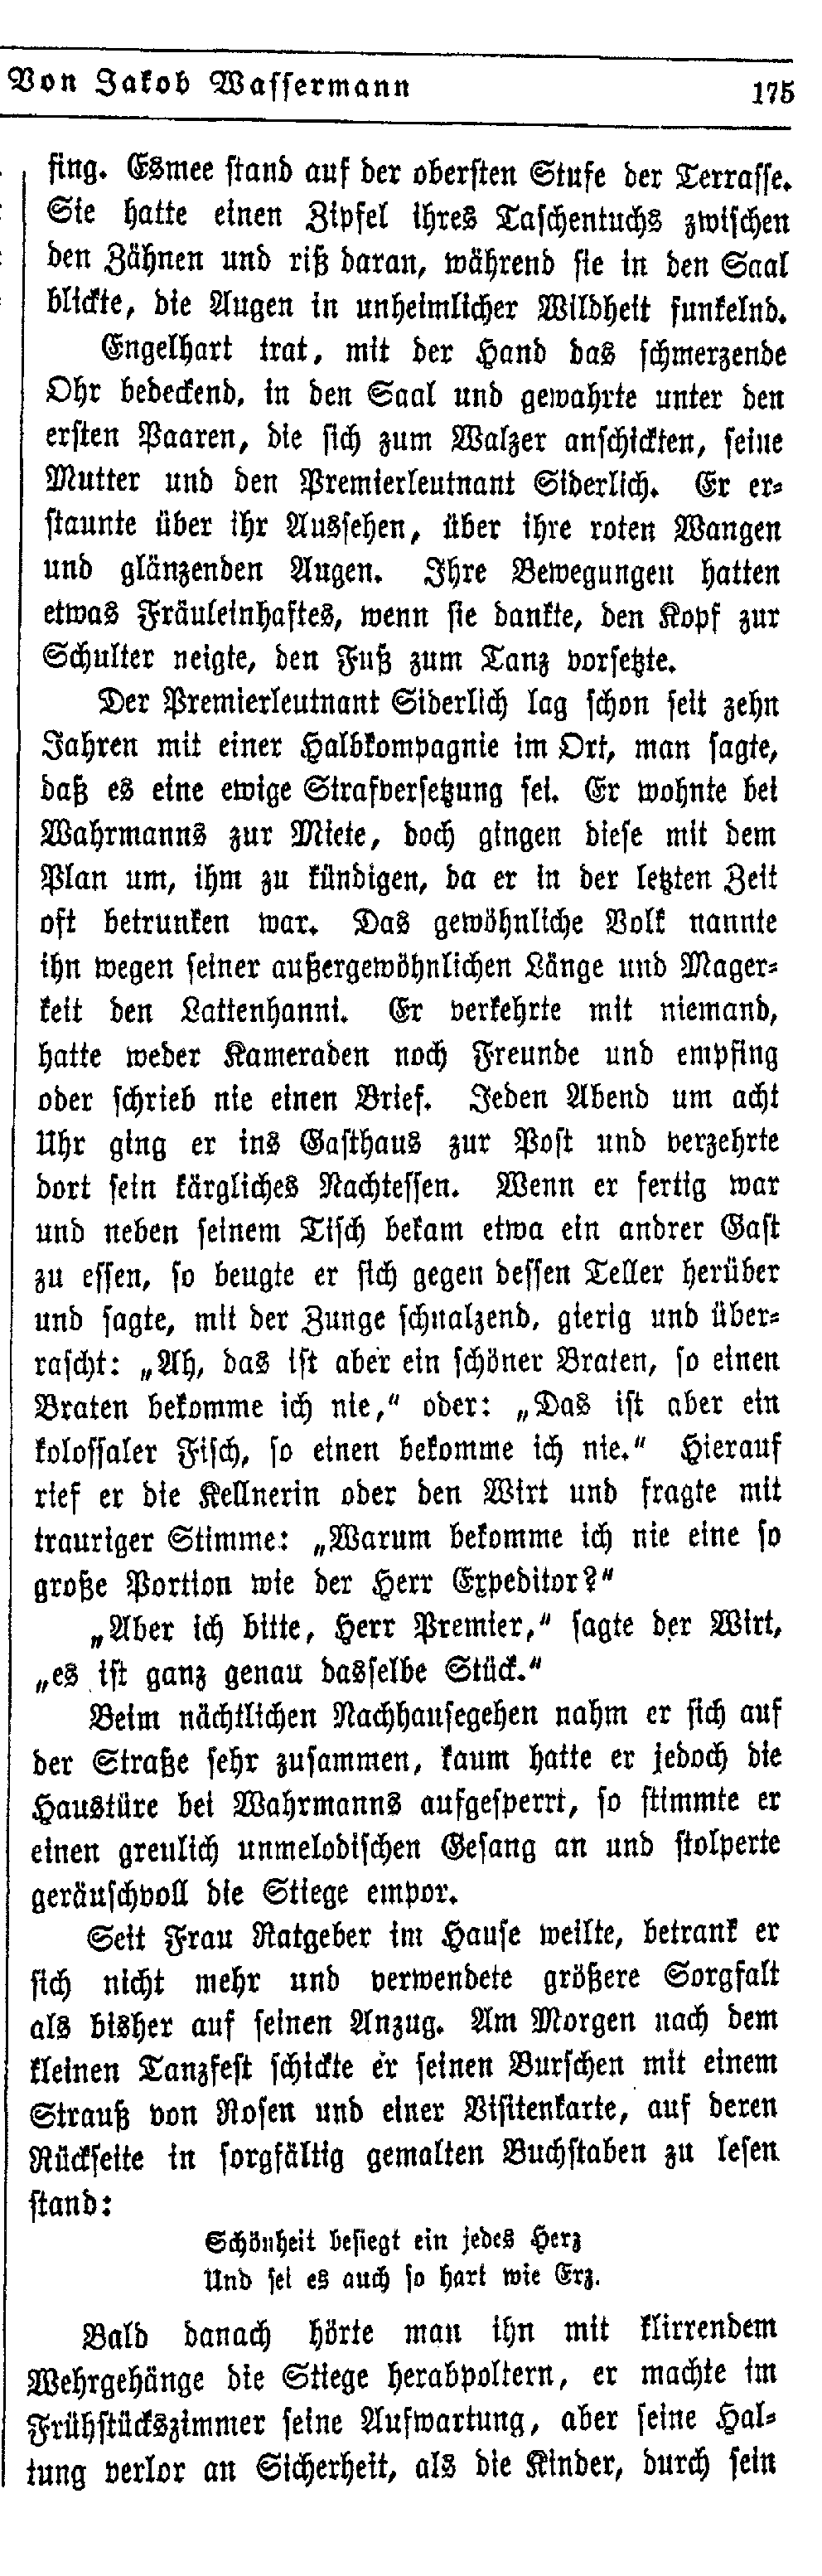 Von Jakob Wassermann 175
fing. Esmee stand auf der obersten Stufe der Terrasse.
Sie hatte einen Zipfel ihres Taschentuchs zwischen
den Zähnen und riß daran, während sie in den Saal
blickte, die Augen in unheimlicher Wildheit funkelnd.
Engelhart trat, mit der Hand das schmerzende
Ohr bedeckend, in den Saal und gewahrte unter den
ersten Paaren, die sich zum Walzer anschickten, seine
Mutter und den Premierleutnant Siderlich. Er er-
staunte über ihr Aussehen, über ihre roten Wangen
und glänzenden Augen. Ihre Bewegungen hatten
etwas Fräuleinhaftes, wenn sie dankte, den Kopf zur
Schulter neigte, den Fuß zum Tanz vorsetzte.
Der Premierleutnant Siderlich lag schon seit zehn
Jahren mit einer Halbkompagnie im Ort, man sagte,
daß es eine ewige Strafversetzung sei. Er wohnte bei
Wahrmanns zur Miete, doch gingen diese mit dem
Plan um, ihm zu kündigen, da er in der letzten Zeit
oft betrunken war. Das gewöhnliche Volk nannte
ihn wegen seiner außergewöhnlichen Länge und Mager-
keit den Lattenhanni. Er verkehrte mit niemand,
hatte weder Kameraden noch Freunde und empfing
oder schrieb nie einen Brief. Jeden Abend um acht
Uhr ging er ins Gasthaus zur Post und verzehrte
dort sein kärgliches Nachtessen. Wenn er fertig war
und neben seinem Tisch bekam etwa ein andrer Gast
zu essen, so beugte er sich gegen dessen Teller herüber
und sagte, mit der Zunge schnalzend, gierig und über-
rascht: „Ah, das ist aber ein schöner Braten, so einen
Braten bekomme ich nie,“ oder: „Das ist aber ein
kolossaler Fisch, so einen bekomme ich nie.“ Hierauf
rief er die Kellnerin oder den Wirt und fragte mit
trauriger Stimme: „Warum bekomme ich nie eine so
große Portion wie der Herr Expeditor?“
„Aber ich bitte, Herr Premier,“ sagte der Wirt,
„es ist ganz genau dasselbe Stück.“
Beim nächtlichen Nachhausegehen nahm er sich auf
der Straße sehr zusammen, kaum hatte er jedoch die
Haustüre bei Wahrmanns aufgesperrt, so stimmte er
einen greulich unmelodischen Gesang an und stolperte
geräuschvoll die Stiege empor.
Seit Frau Ratgeber im Hause weilte, betrank er
sich nicht mehr und verwendete größere Sorgfalt
als bisher auf seinen Anzug. Am Morgen nach dem
kleinen Tanzfest schickte er seinen Burschen mit einem
Strauß von Rosen und einer Visitenkarte, auf deren
Rückseite in sorgfältig gemalten Buchstaben zu lesen
stand:
Schönheit besiegt ein jedes Herz
Und sei es auch so hart wie Erz.
Bald danach hörte man ihn mit klirrendem
Wehrgehänge die Stiege herabpoltern, er machte im
Frühstückszimmer seine Aufwartung, aber seine Hal-
tung verlor an Sicherheit, als die Kinder, durch sein